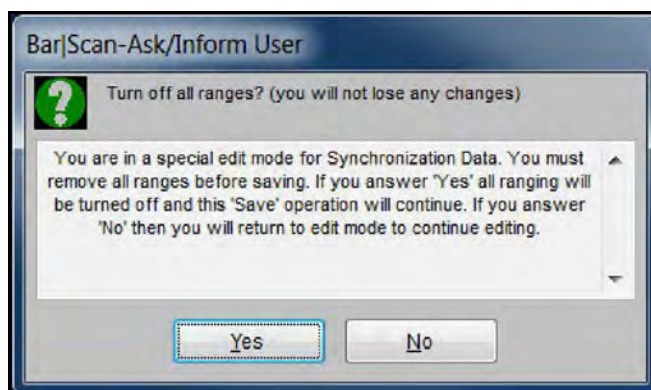 Bar|Scan-Ask/Inform User
Turn off all ranges? (you will not lose any changes)
You are in a special edit mode for Synchronization Data. You must
remove all ranges before saving. If you answer 'Yes' all ranging will
be turned off and this 'Save' operation will continue. If you answer
'No' then you will return to edit mode to continue editing.
Yes
No